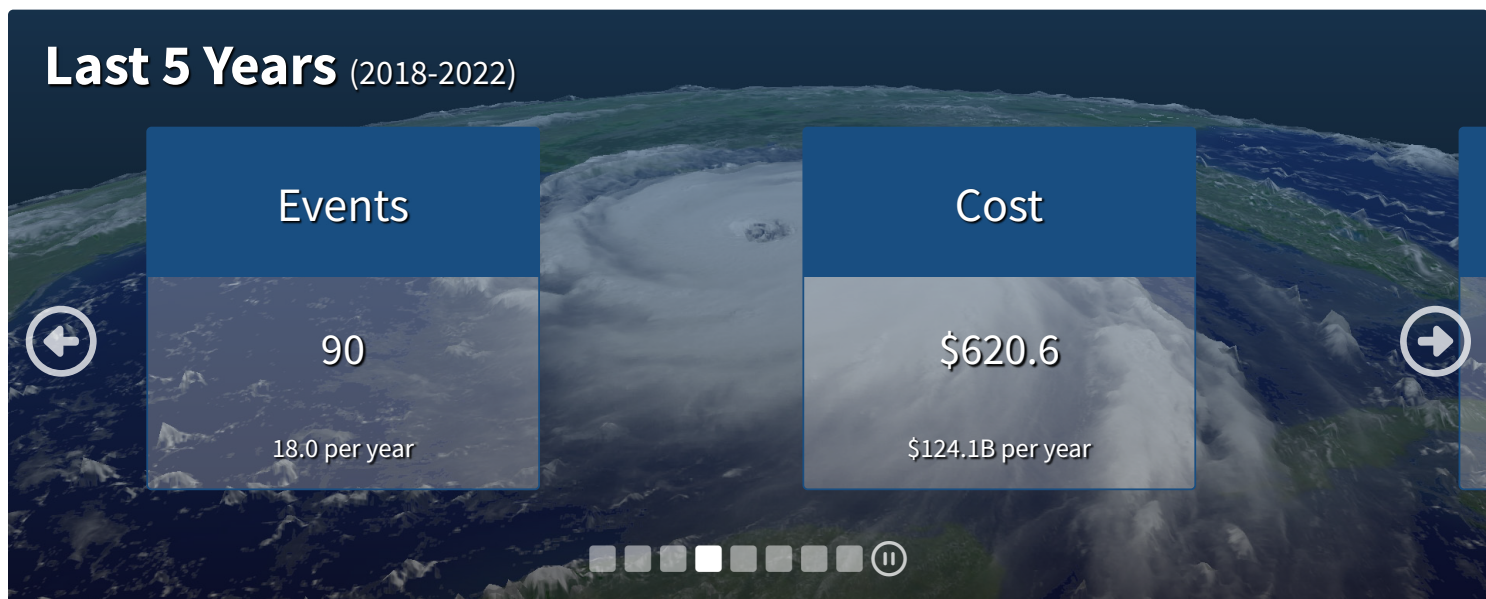 Last 5 Years (2018-2022)
Events
Cost
90
$620.6
18.0 per year
$124.1B per year